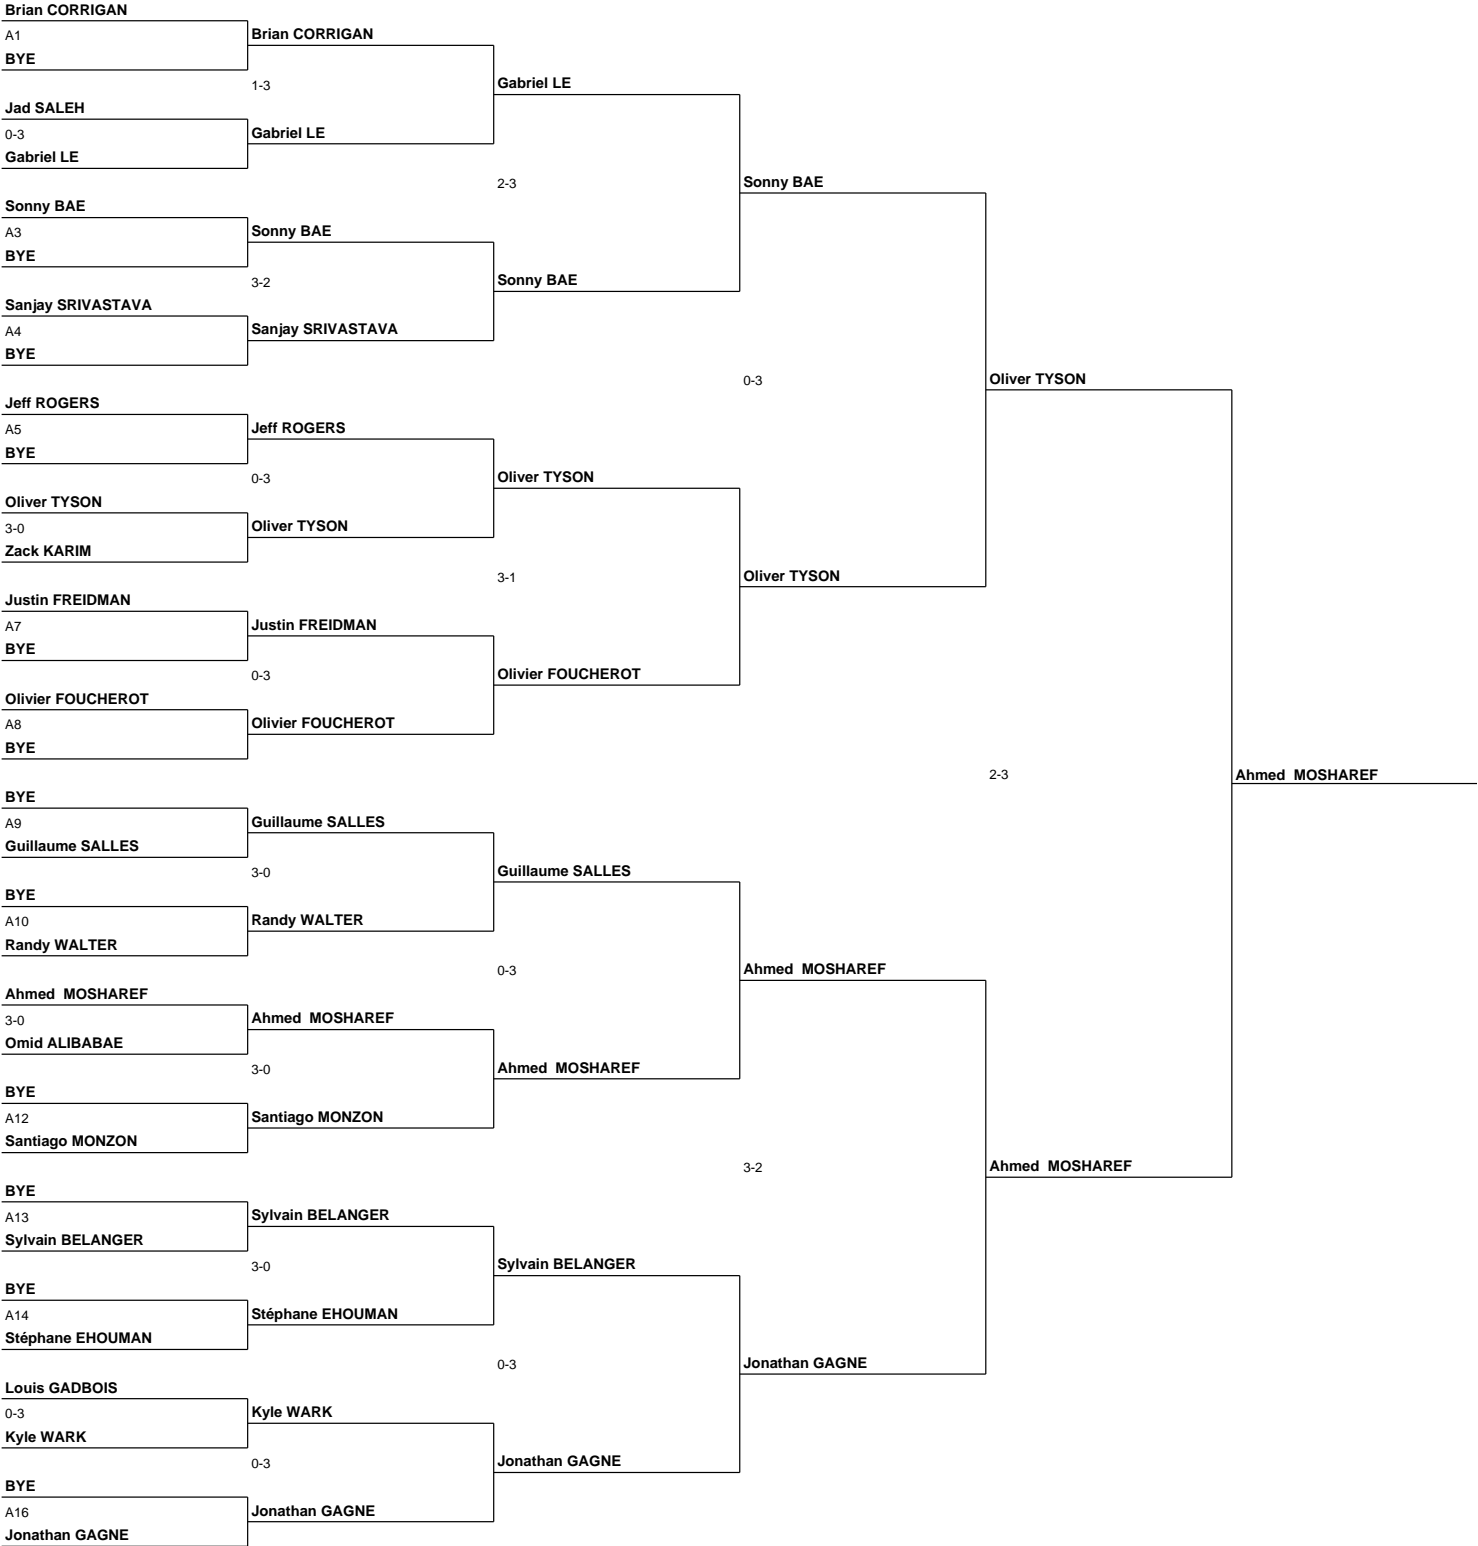 Brian CORRIGAN
A1
BYE
Jad SALEH
0-3
Gabriel LE
Sonny BAE
A3
BYE
Sanjay SRIVASTAVA
A4
BYE
Jeff ROGERS
A5
BYE
Oliver TYSON
3-0
Zack KARIM
Justin FREIDMAN
A7
BYE
Olivier FOUCHEROT
A8
BYE
BYE
A9
Guillaume SALLES
BYE
A10
Randy WALTER
Ahmed MOSHAREF
3-0
Omid ALIBABAE
BYE
A12
Santiago MONZON
BYE
A13
Sylvain BELANGER
BYE
A14
Stéphane EHOUMAN
Louis GADBOIS
0-3
Kyle WARK
BYE
A16
Jonathan GAGNE
Brian CORRIGAN
1-3
Gabriel LE
Sonny BAE
3-2
Sanjay SRIVASTAVA
Jeff ROGERS
0-3
Oliver TYSON
Justin FREIDMAN
0-3
Olivier FOUCHEROT
Guillaume SALLES
3-0
Randy WALTER
Ahmed MOSHAREF
3-0
Santiago MONZON
Sylvain BELANGER
3-0
Stéphane EHOUMAN
Kyle WARK
0-3
Jonathan GAGNE
Gabriel LE
2-3
Sonny BAE
Oliver TYSON
3-1
Olivier FOUCHEROT
Guillaume SALLES
0-3
Ahmed MOSHAREF
Sylvain BELANGER
0-3
Jonathan GAGNE
Sonny BAE
0-3
Oliver TYSON
Ahmed MOSHAREF
3-2
Jonathan GAGNE
Oliver TYSON
2-3
Ahmed MOSHAREF
Ahmed MOSHAREF